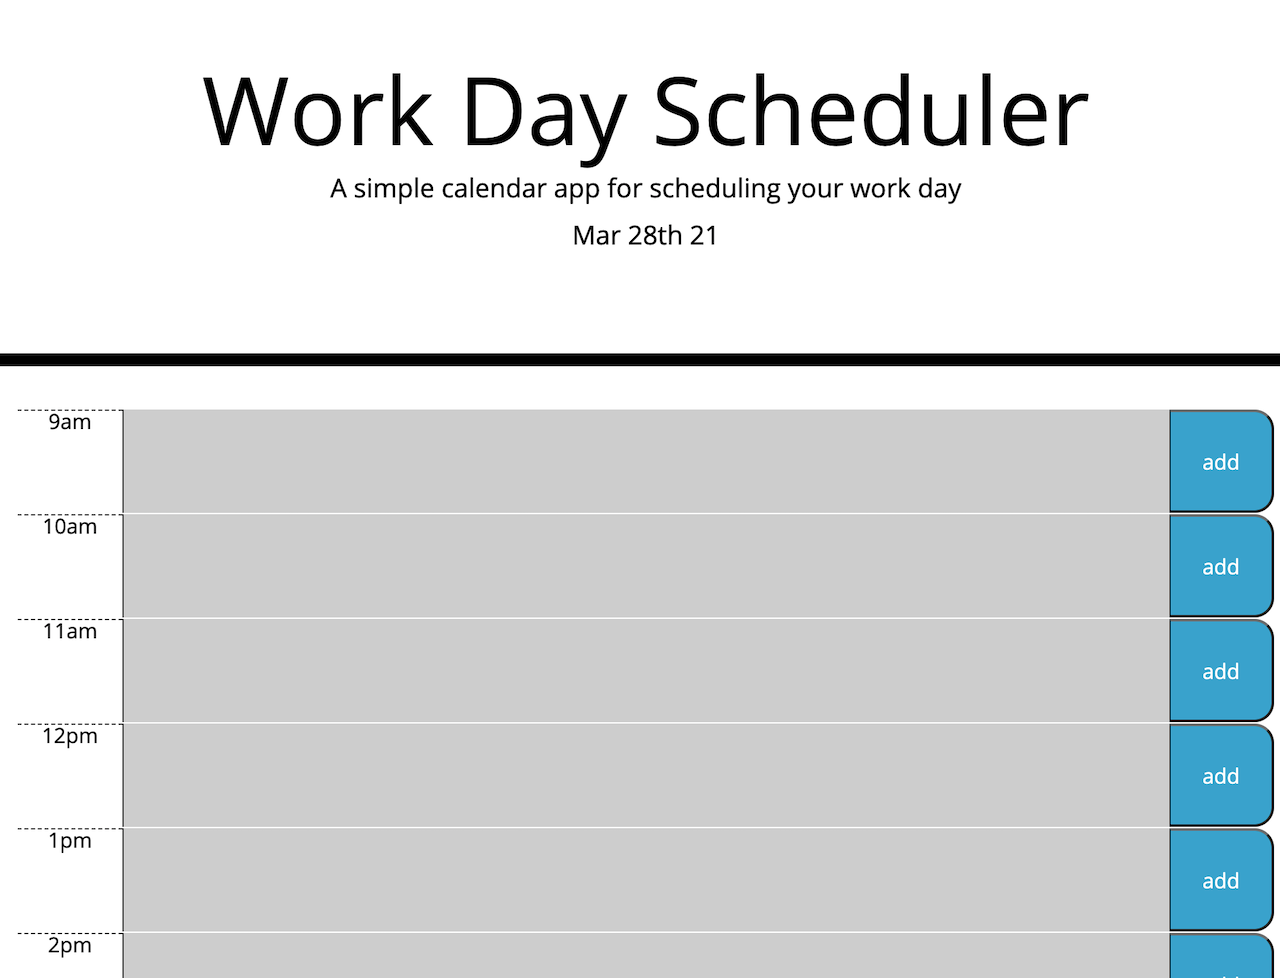 Work Day Scheduler
A simple calendar app for scheduling your work day
Mar 28th 21
9am
add
10am
add
11am
add
12pm
add
1pm
add
2pm